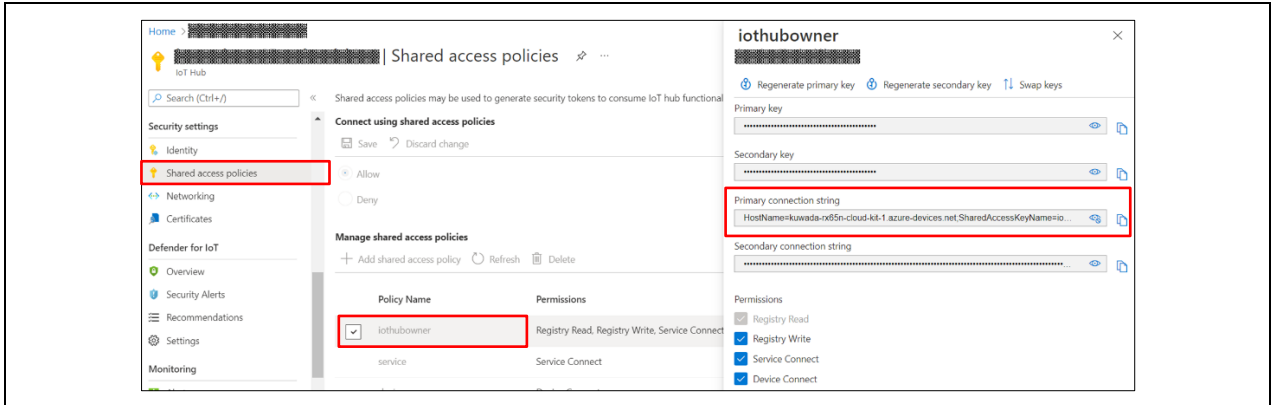 Home >
| Shared access policies ...
IoT Hub
Search (Ctrl+/) «
Security settings
Identity
Shared access policies
Networking
Certificates
Defender for IoT
Overview
Security Alerts
Recommendations
Settings
Monitoring
Shared access policies may be used to generate security tokens to consume IoT hub functional
Connect using shared access policies
Save Discard change
Allow
Deny
Manage shared access policies
Add shared access policy Refresh Delete
Policy Name Permissions
iothubowner Registry Read, Registry Write, Service Connect
service Service Connect
iothubowner
Regenerate primary key Regenerate secondary key Swap keys
Primary key
Secondary key
Primary connection string
HostName=kuwada-rx65n-cloud-kit-1.azure-devices.net;SharedAccessKeyName=io...
Secondary connection string
Permissions
Registry Read
Registry Write
Service Connect
Device Connect